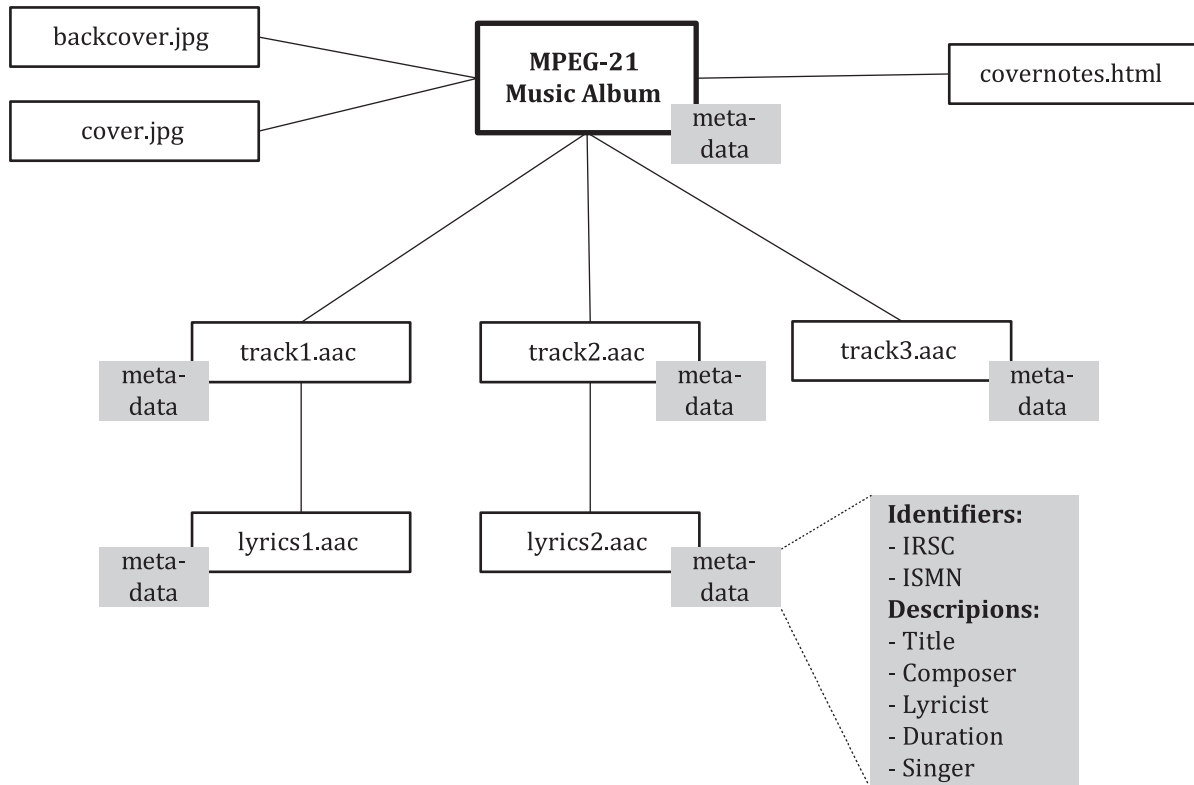 backcover.jpg
cover.jpg
MPEG-21
Music Album
meta-
data
covernotes.html
track1.aac
meta-
data
track2.aac
meta-
data
track3.aac
meta-
data
lyrics1.aac
meta-
data
lyrics2.aac
meta-
data
Identifiers:
- IRSC
- ISMN
Descripions:
- Title
- Composer
- Lyricist
- Duration
- Singer